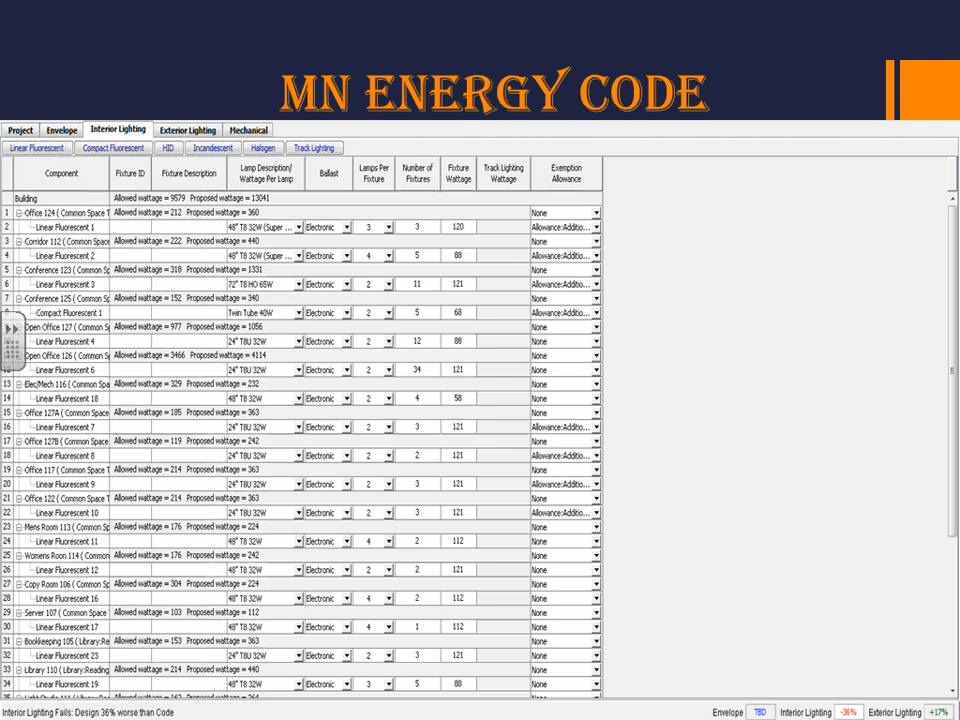 MN ENERGY CODE
Project Envelope Interior Lighting Exterior Lighting Mechanical
Linear Fluorescent Compact Fluorescent HID Incandescent Halogen Track Lighting
Component Fixture ID Fixture Description Lamp Description/ Wattage Per Lamp Ballast Lamps Per Fixture Number of Fixtures Fixture Wattage Track Lighting Wattage Exemption Allowance
Building Allowed wattage = 9579 Proposed wattage = 13041
1 Office 124 ( Common Space T Allowed wattage = 212 Proposed wattage = 360 None
2 Linear Fluorescent 1 48" T8 32W (Super ... Electronic 3 3 120 Allowance:Additio...
3 Corridor 112 ( Common Space Allowed wattage = 222 Proposed wattage = 440 None
4 Linear Fluorescent 2 48" T8 32W (Super ... Electronic 4 5 88 Allowance:Additio...
5 Conference 123 ( Common Sp Allowed wattage = 318 Proposed wattage = 1331 None
6 Linear Fluorescent 3 72" T8 HO 65W Electronic 2 11 121 Allowance:Additio...
7 Conference 125 ( Common Sp Allowed wattage = 152 Proposed wattage = 340 None
Compact Fluorescent 1 Twin Tube 40W Electronic 2 5 68 Allowance:Additio...
Open Office 127 ( Common S Allowed wattage = 977 Proposed wattage = 1056 None
Linear Fluorescent 4 24" T8U 32W Electronic 2 12 88 Allowance:Additio...
Open Office 126 ( Common S Allowed wattage = 3466 Proposed wattage = 4114 None
Linear Fluorescent 6 24" T8U 32W Electronic 2 34 121 Allowance:Additio...
13 Elec/Mech 116 ( Common Spa Allowed wattage = 329 Proposed wattage = 232 None
14 Linear Fluorescent 18 48" T8 32W Electronic 2 4 58 Allowance:Additio...
15 Office 127A ( Common Space Allowed wattage = 185 Proposed wattage = 363 None
16 Linear Fluorescent 7 24" T8U 32W Electronic 2 3 121 Allowance:Additio...
17 Office 127B ( Common Space Allowed wattage = 119 Proposed wattage = 242 None
18 Linear Fluorescent 8 24" T8U 32W Electronic 2 2 121 Allowance:Additio...
19 Office 117 ( Common Space T Allowed wattage = 214 Proposed wattage = 363 None
20 Linear Fluorescent 9 24" T8U 32W Electronic 2 3 121 Allowance:Additio...
21 Office 122 ( Common Space T Allowed wattage = 214 Proposed wattage = 363 None
22 Linear Fluorescent 10 24" T8U 32W Electronic 2 3 121 Allowance:Additio...
23 Mens Room 113 ( Common Sp Allowed wattage = 176 Proposed wattage = 224 None
24 Linear Fluorescent 11 48" T8 32W Electronic 4 2 112 None
25 Womens Roon 114 ( Common Allowed wattage = 176 Proposed wattage = 242 None
26 Linear Fluorescent 12 48" T8 32W Electronic 2 2 121 None
27 Copy Room 106 ( Common Sp Allowed wattage = 304 Proposed wattage = 224 None
28 Linear Fluorescent 16 48" T8 32W Electronic 4 2 112 None
29 Server 107 ( Common Space Allowed wattage = 103 Proposed wattage = 112 None
30 Linear Fluorescent 17 48" T8 32W Electronic 4 1 112 None
31 Bookkeeping 105 ( Library:Re Allowed wattage = 153 Proposed wattage = 363 None
32 Linear Fluorescent 23 24" T8U 32W Electronic 2 3 121 None
33 Library 110 ( Library:Reading Allowed wattage = 214 Proposed wattage = 440 None
34 Linear Fluorescent 19 48" T8 32W Electronic 3 5 88 None
Interior Lighting Fails: Design 36% worse than Code Envelope TBD Interior Lighting -36% Exterior Lighting +17%